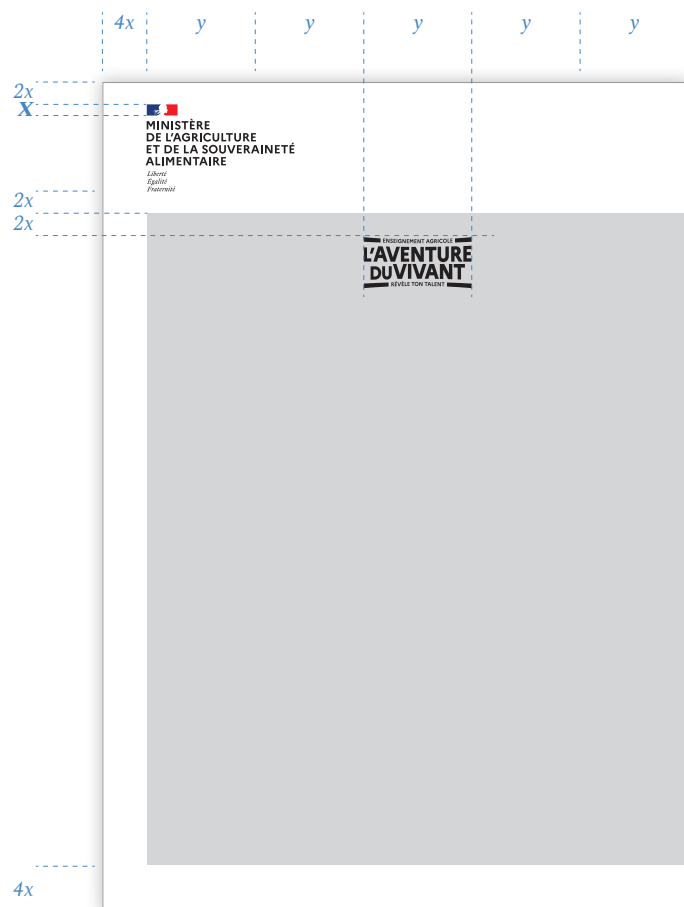 4x y y y y y
2x
X
MINISTÈRE
DE L'AGRICULTURE
ET DE LA SOUVERAINETÉ
ALIMENTAIRE
Liberté
Égalité
Fraternité
2x
2x
ENSEIGNEMENT AGRICOLE
L'AVENTURE
DU VIVANT
RÉVÈLE TON TALENT
4x